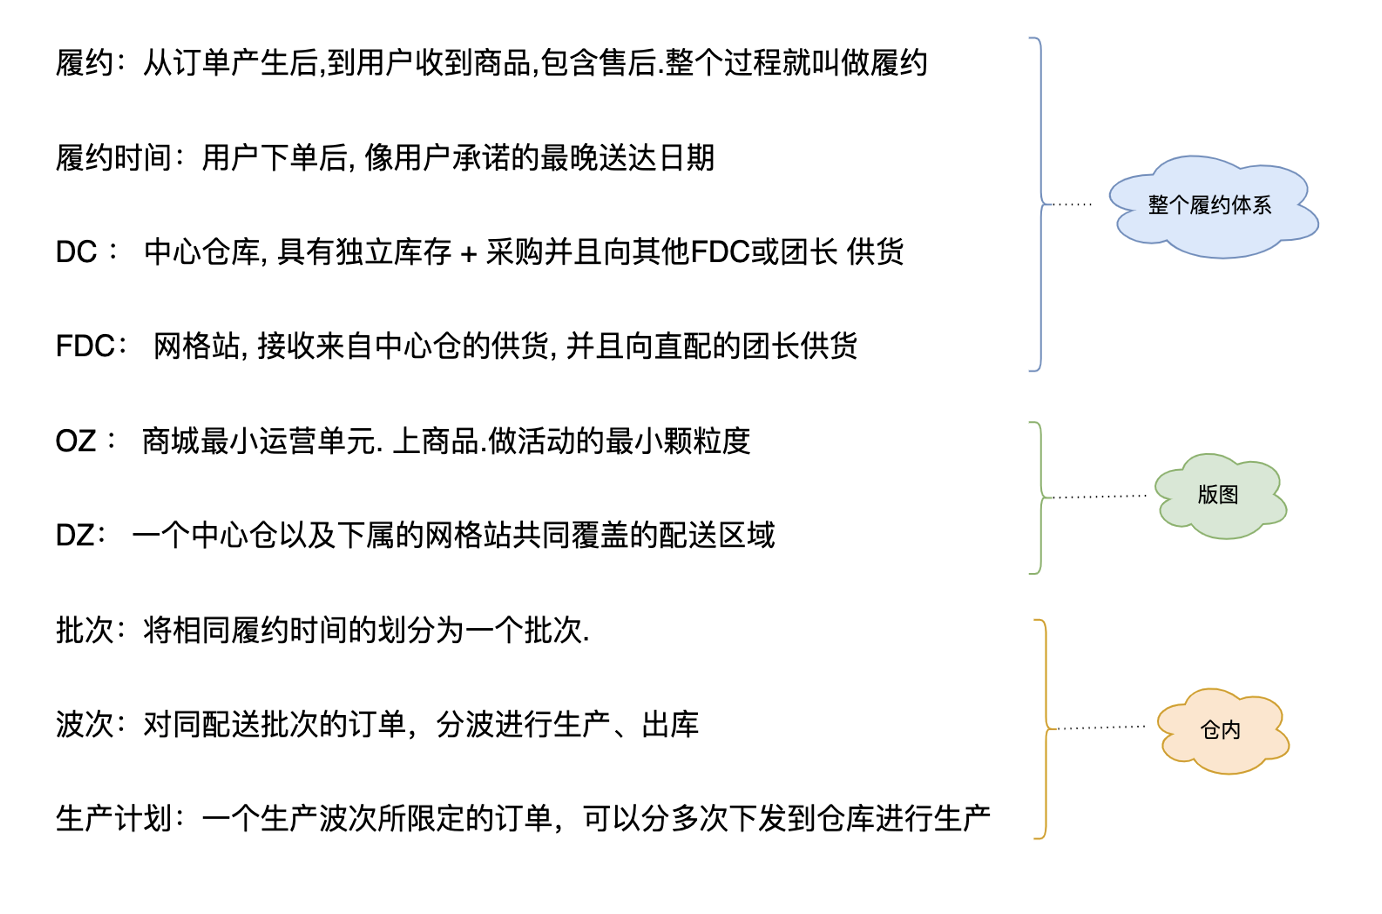 履约：从订单产生后,到用户收到商品,包含售后.整个过程就叫做履约
履约时间：用户下单后, 像用户承诺的最晚送达日期
整个履约体系
DC ： 中心仓库, 具有独立库存 + 采购并且向其他FDC或团长 供货
FDC： 网格站, 接收来自中心仓的供货, 并且向直配的团长供货
OZ ： 商城最小运营单元. 上商品.做活动的最小颗粒度
版图
DZ： 一个中心仓以及下属的网格站共同覆盖的配送区域
批次：将相同履约时间的划分为一个批次.
波次：对同配送批次的订单，分波进行生产、出库
仓内
生产计划：一个生产波次所限定的订单，可以分多次下发到仓库进行生产